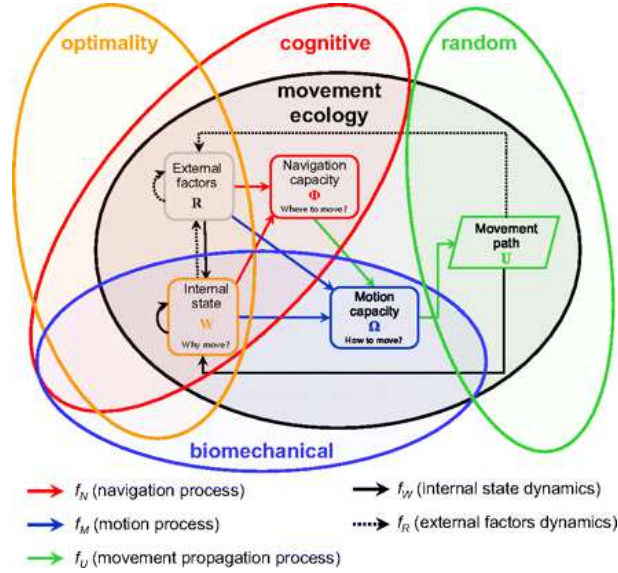 optimality
cognitive
random
movement
ecology
External
factors
R
Navigation
capacity
Φ
Where to move?
Movement
path
U
Internal
state
W
Why move?
Motion
capacity
Ω
How to move?
biomechanical
f_N (navigation process)
f_W (internal state dynamics)
f_M (motion process)
f_R (external factors dynamics)
f_U (movement propagation process)